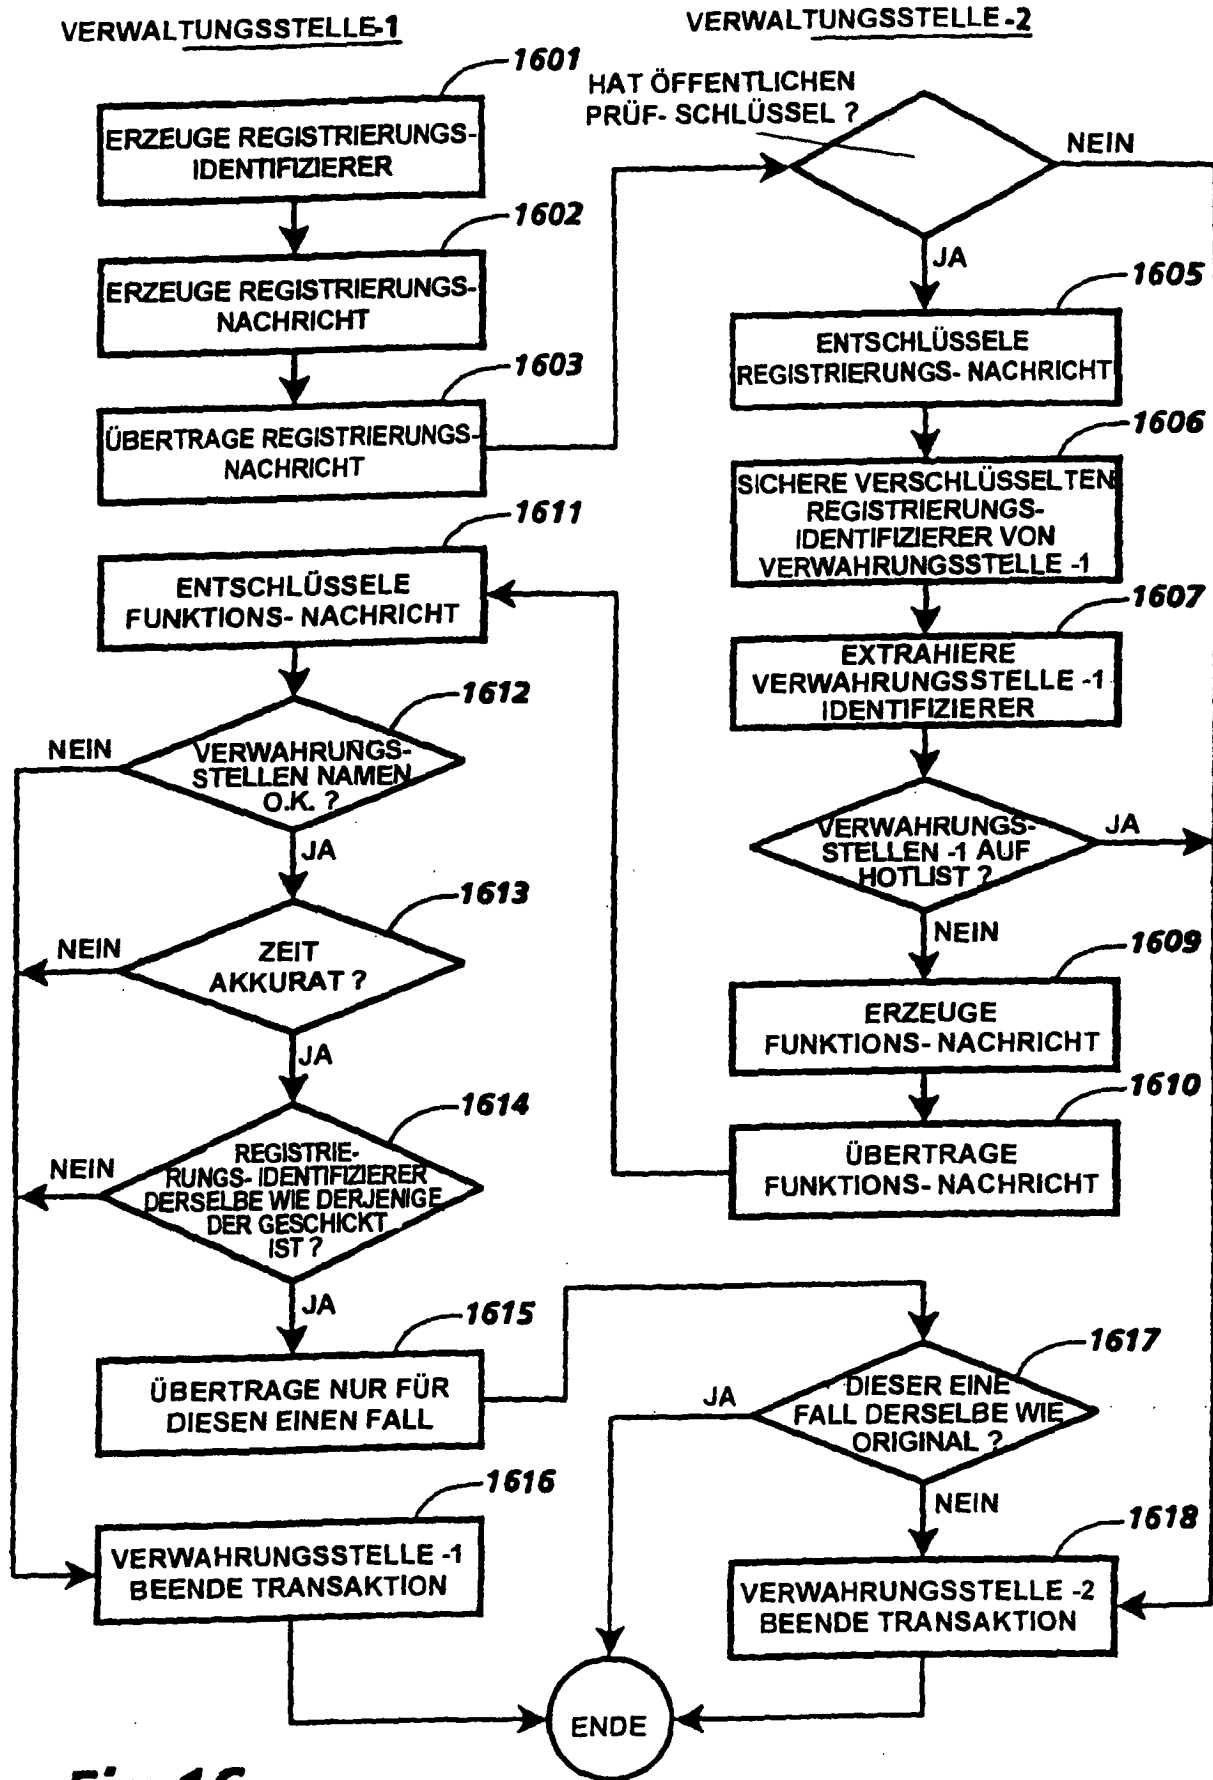 VERWALTUNGSSTELLE-1
1601
ERZEUGE REGISTRIERUNGS-
IDENTIFIZIERER
1602
ERZEUGE REGISTRIERUNGS-
NACHRICHT
1603
ÜBERTRAGE REGISTRIERUNGS-
NACHRICHT
1611
ENTSCHLÜSSELE
FUNKTIONS- NACHRICHT
1612
NEIN
VERWAHRUNGS-
STELLEN NAMEN
O.K. ?
JA
1613
NEIN
ZEIT
AKKURAT ?
JA
1614
NEIN
REGISTRIE-
RUNGS- IDENTIFIZIERER
DERSELBE WIE DERJENIGE
DER GESCHICKT
IST ?
JA
1615
ÜBERTRAGE NUR FÜR
DIESEN EINEN FALL
1616
VERWAHRUNGSSTELLE -1
BEENDE TRANSAKTION
VERWALTUNGSSTELLE-2
HAT ÖFFENTLICHEN
PRÜF- SCHLÜSSEL ?
NEIN
JA
1605
ENTSCHLÜSSELE
REGISTRIERUNGS- NACHRICHT
1606
SICHERE VERSCHLÜSSELTEN
REGISTRIERUNGS-
IDENTIFIZIERER VON
VERWAHRUNGSSTELLE -1
1607
EXTRAHIERE
VERWAHRUNGSSTELLE -1
IDENTIFIZIERER
VERWAHRUNGS-
STELLEN -1 AUF
HOTLIST ?
JA
NEIN
1609
ERZEUGE
FUNKTIONS- NACHRICHT
1610
ÜBERTRAGE
FUNKTIONS- NACHRICHT
1617
JA
DIESER EINE
FALL DERSELBE WIE
ORIGINAL ?
NEIN
1618
VERWAHRUNGSSTELLE -2
BEENDE TRANSAKTION
ENDE